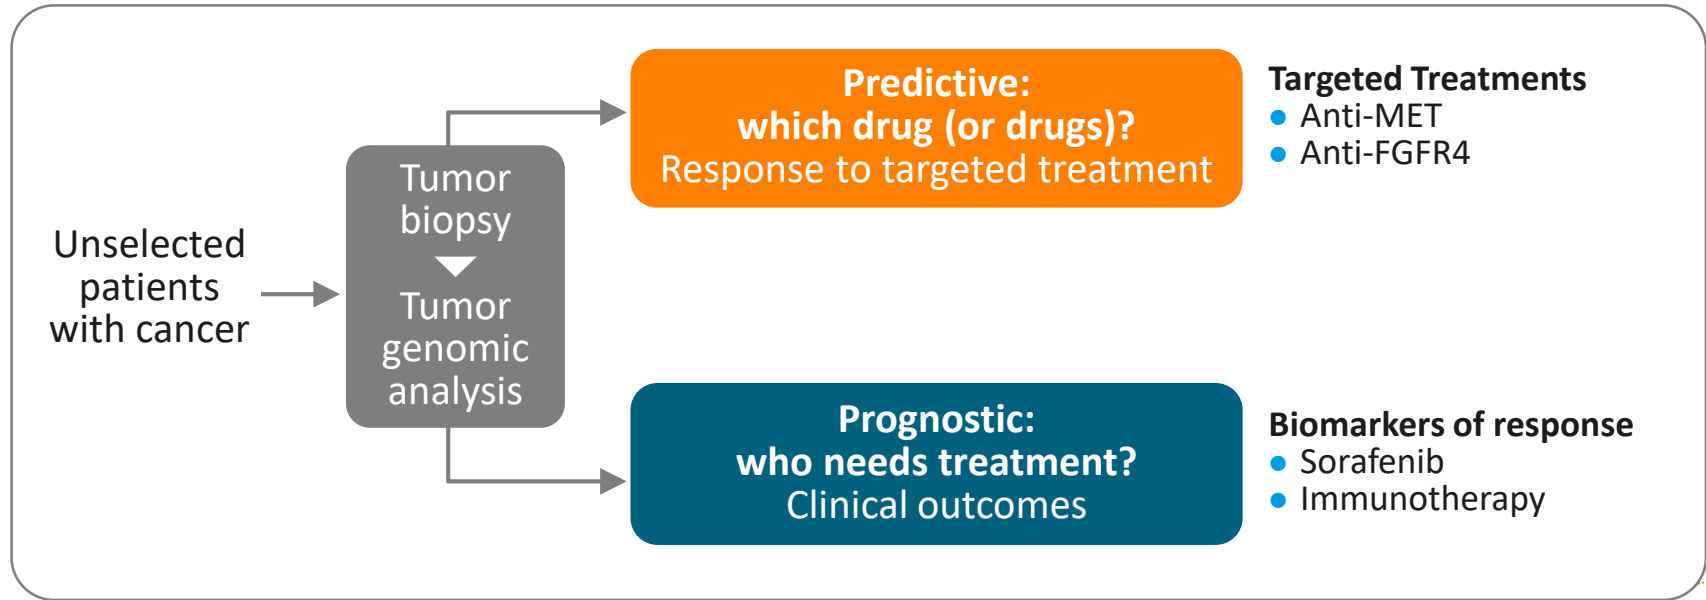 Unselected
patients
with cancer
Tumor
biopsy
Tumor
genomic
analysis
Predictive:
which drug (or drugs)?
Response to targeted treatment
Targeted Treatments
● Anti-MET
● Anti-FGFR4
Prognostic:
who needs treatment?
Clinical outcomes
Biomarkers of response
● Sorafenib
● Immunotherapy